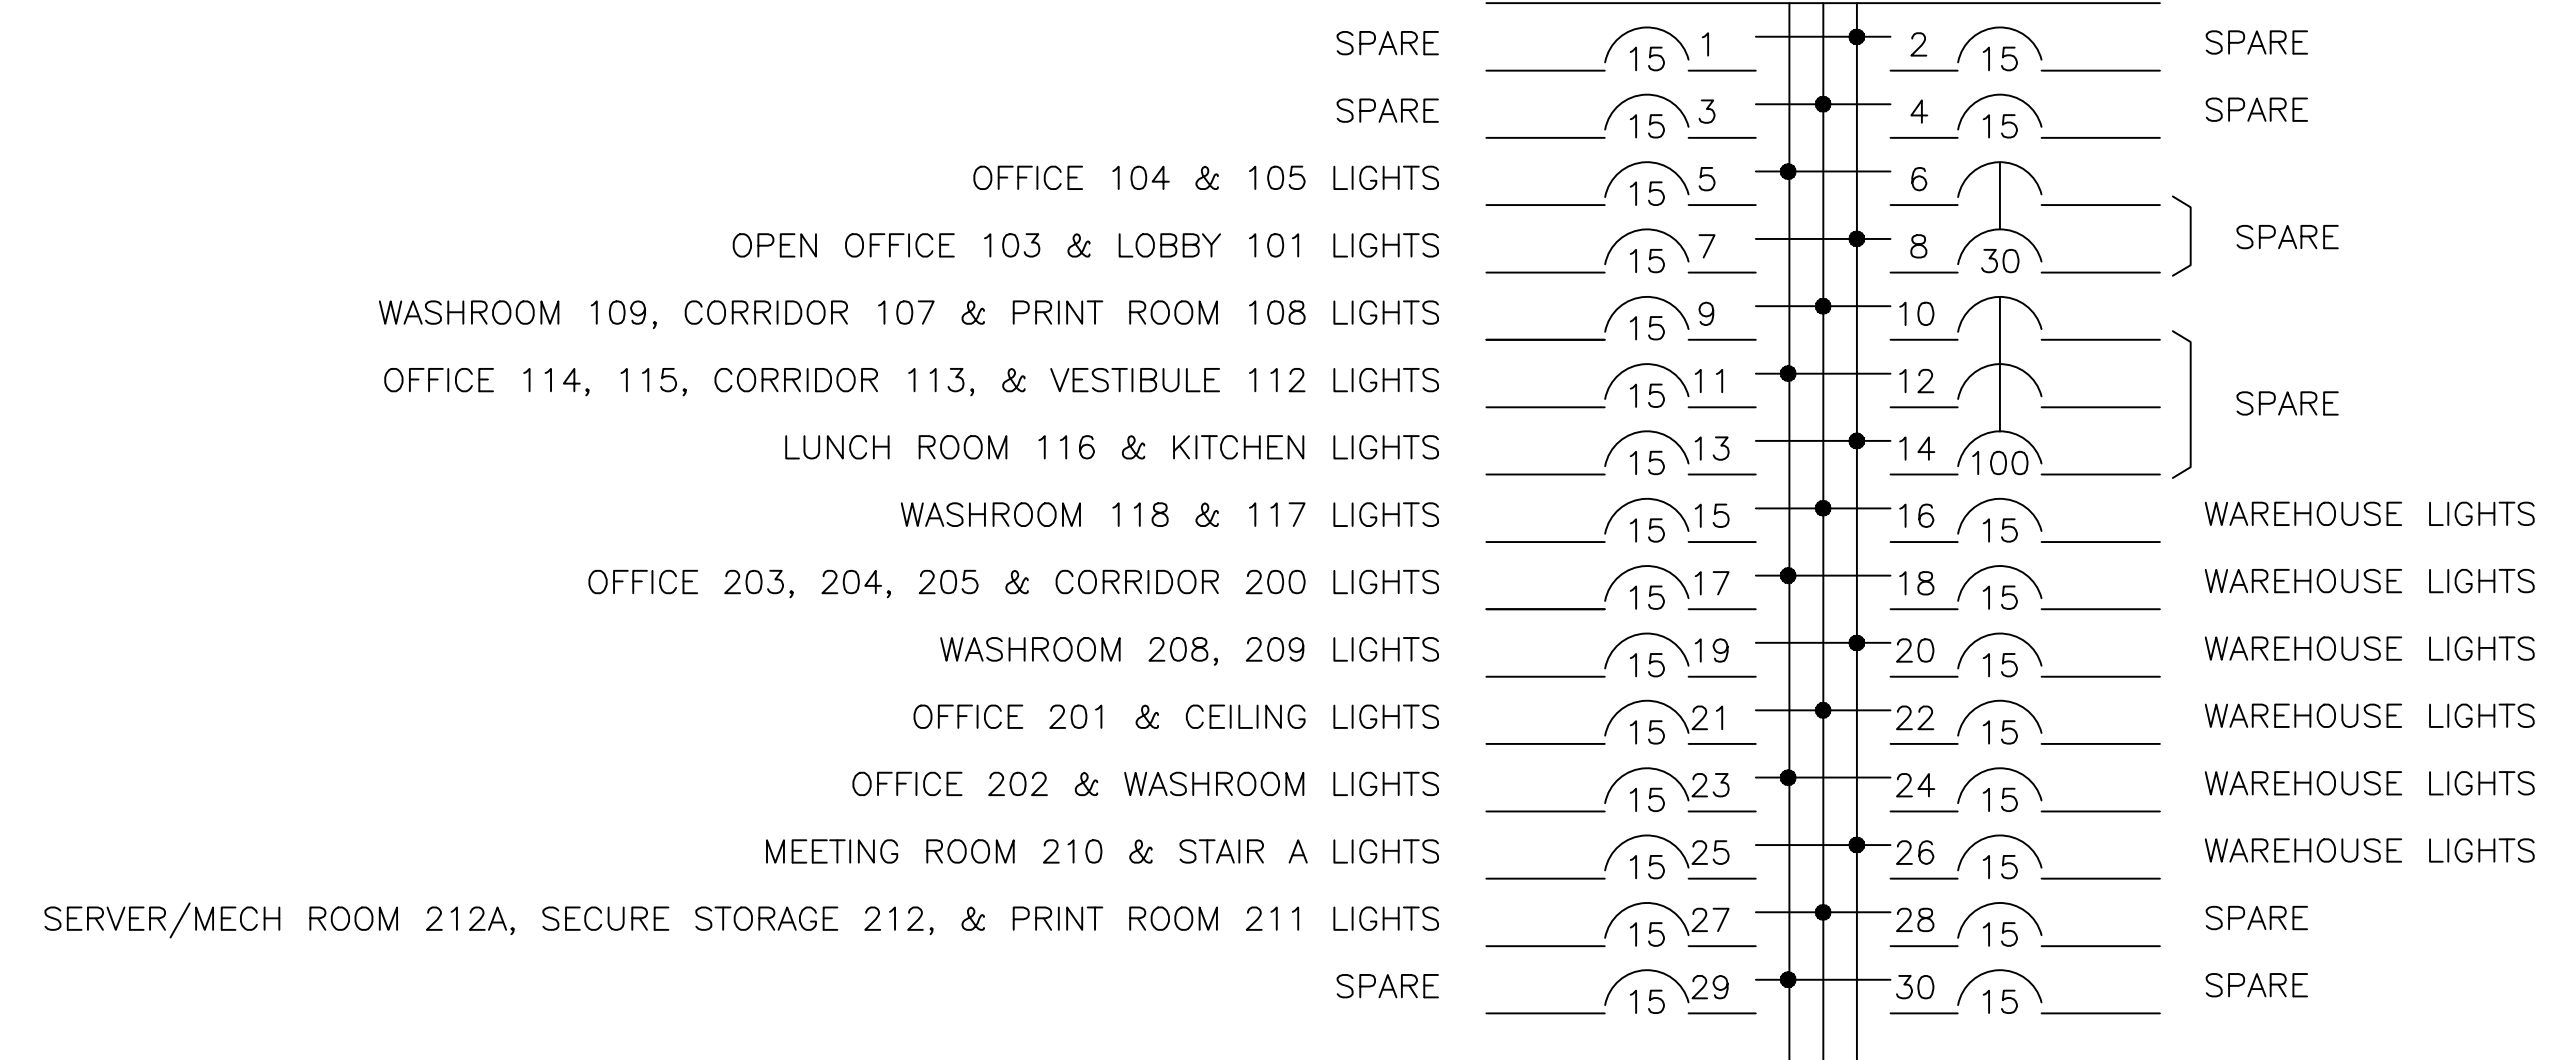 SPARE 15 1 2 15 SPARE
SPARE 15 3 4 15 SPARE
OFFICE 104 & 105 LIGHTS 15 5 6
OPEN OFFICE 103 & LOBBY 101 LIGHTS 15 7 8 30 SPARE
WASHROOM 109, CORRIDOR 107 & PRINT ROOM 108 LIGHTS 15 9 10
OFFICE 114, 115, CORRIDOR 113, & VESTIBULE 112 LIGHTS 15 11 12 SPARE
LUNCH ROOM 116 & KITCHEN LIGHTS 15 13 14 100
WASHROOM 118 & 117 LIGHTS 15 15 16 15 WAREHOUSE LIGHTS
OFFICE 203, 204, 205 & CORRIDOR 200 LIGHTS 15 17 18 15 WAREHOUSE LIGHTS
WASHROOM 208, 209 LIGHTS 15 19 20 15 WAREHOUSE LIGHTS
OFFICE 201 & CEILING LIGHTS 15 21 22 15 WAREHOUSE LIGHTS
OFFICE 202 & WASHROOM LIGHTS 15 23 24 15 WAREHOUSE LIGHTS
MEETING ROOM 210 & STAIR A LIGHTS 15 25 26 15 WAREHOUSE LIGHTS
SERVER/MECH ROOM 212A, SECURE STORAGE 212, & PRINT ROOM 211 LIGHTS 15 27 28 15 SPARE
SPARE 15 29 30 15 SPARE